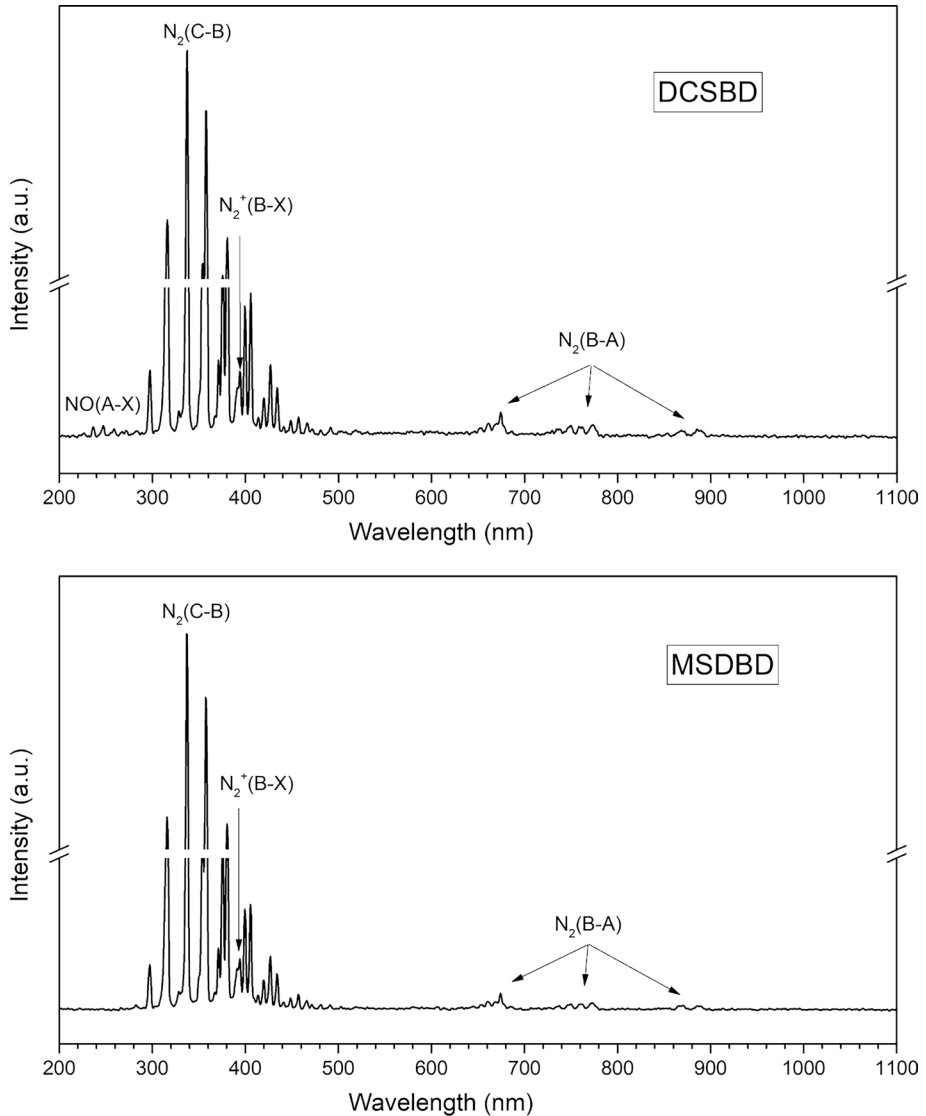 N₂(C-B)
DCSBD
N₂⁺(B-X)
N₂(B-A)
NO(A-X)
Intensity (a.u.)
200 300 400 500 600 700 800 900 1000 1100
Wavelength (nm)
N₂(C-B)
MSDBD
N₂⁺(B-X)
N₂(B-A)
Intensity (a.u.)
200 300 400 500 600 700 800 900 1000 1100
Wavelength (nm)